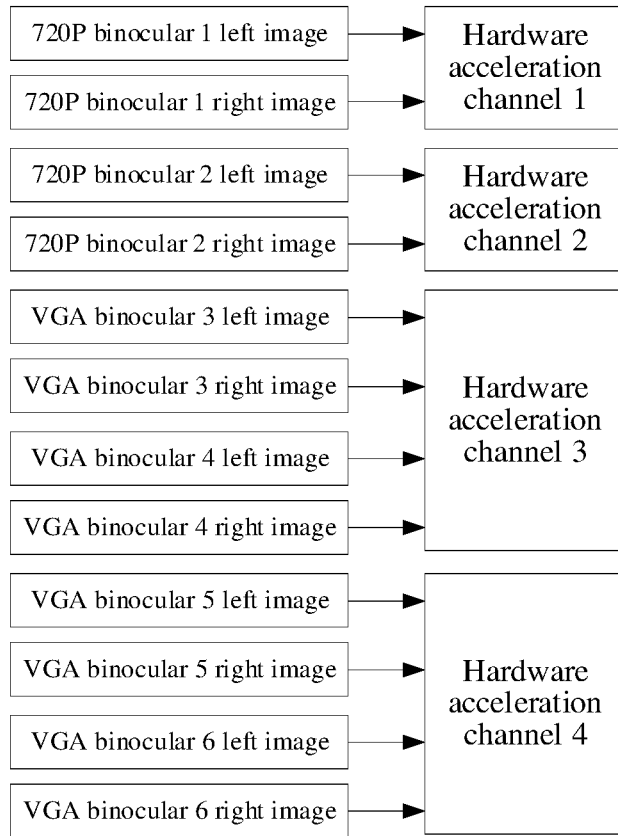 720P binocular 1 left image
720P binocular 1 right image
Hardware
acceleration
channel 1
720P binocular 2 left image
720P binocular 2 right image
Hardware
acceleration
channel 2
VGA binocular 3 left image
VGA binocular 3 right image
VGA binocular 4 left image
VGA binocular 4 right image
Hardware
acceleration
channel 3
VGA binocular 5 left image
VGA binocular 5 right image
VGA binocular 6 left image
VGA binocular 6 right image
Hardware
acceleration
channel 4